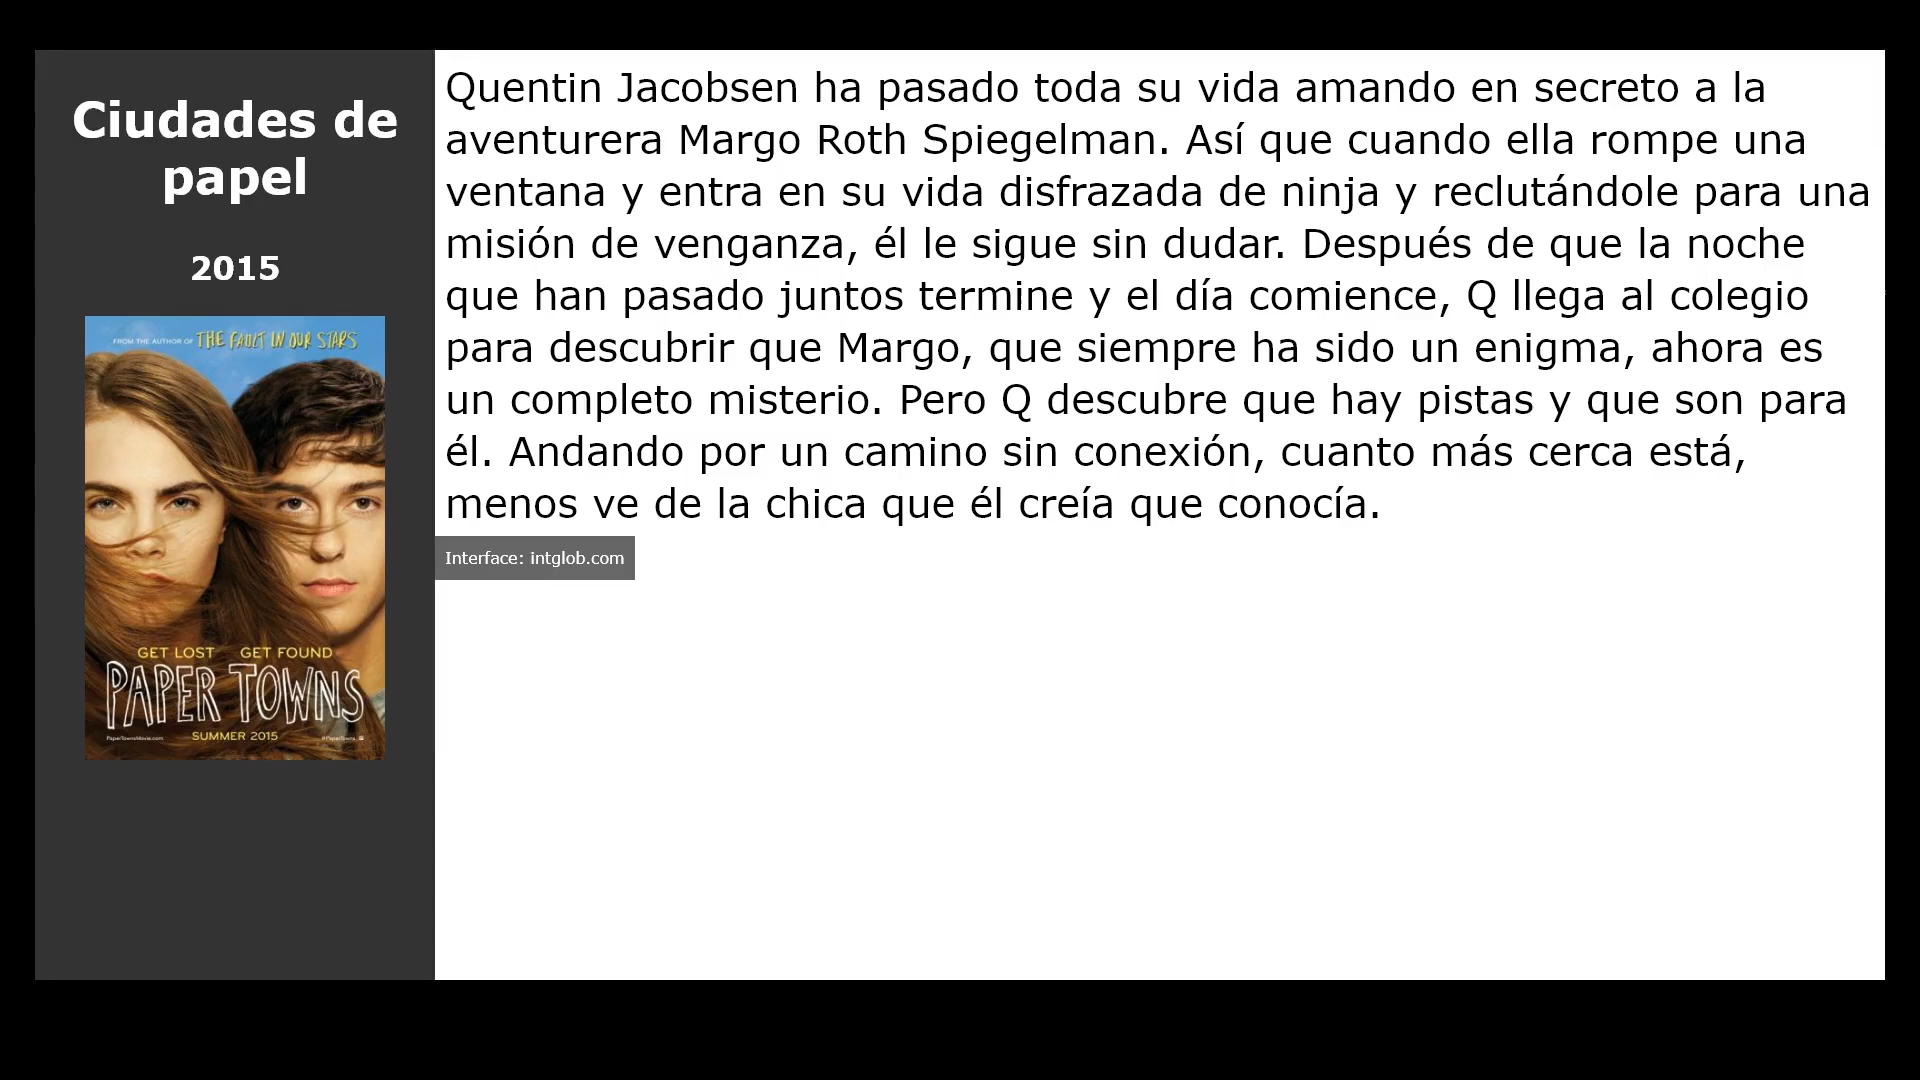 Ciudades de
papel
2015
FROM THE AUTHOR OF THE FAULT IN OUR STARS
GET LOST GET FOUND
PAPER TOWNS
SUMMER 2015
PaperTownsMovie.com #PaperTowns
Quentin Jacobsen ha pasado toda su vida amando en secreto a la
aventurera Margo Roth Spiegelman. Así que cuando ella rompe una
ventana y entra en su vida disfrazada de ninja y reclutándole para una
misión de venganza, él le sigue sin dudar. Después de que la noche
que han pasado juntos termine y el día comience, Q llega al colegio
para descubrir que Margo, que siempre ha sido un enigma, ahora es
un completo misterio. Pero Q descubre que hay pistas y que son para
él. Andando por un camino sin conexión, cuanto más cerca está,
menos ve de la chica que él creía que conocía.
Interface: intglob.com